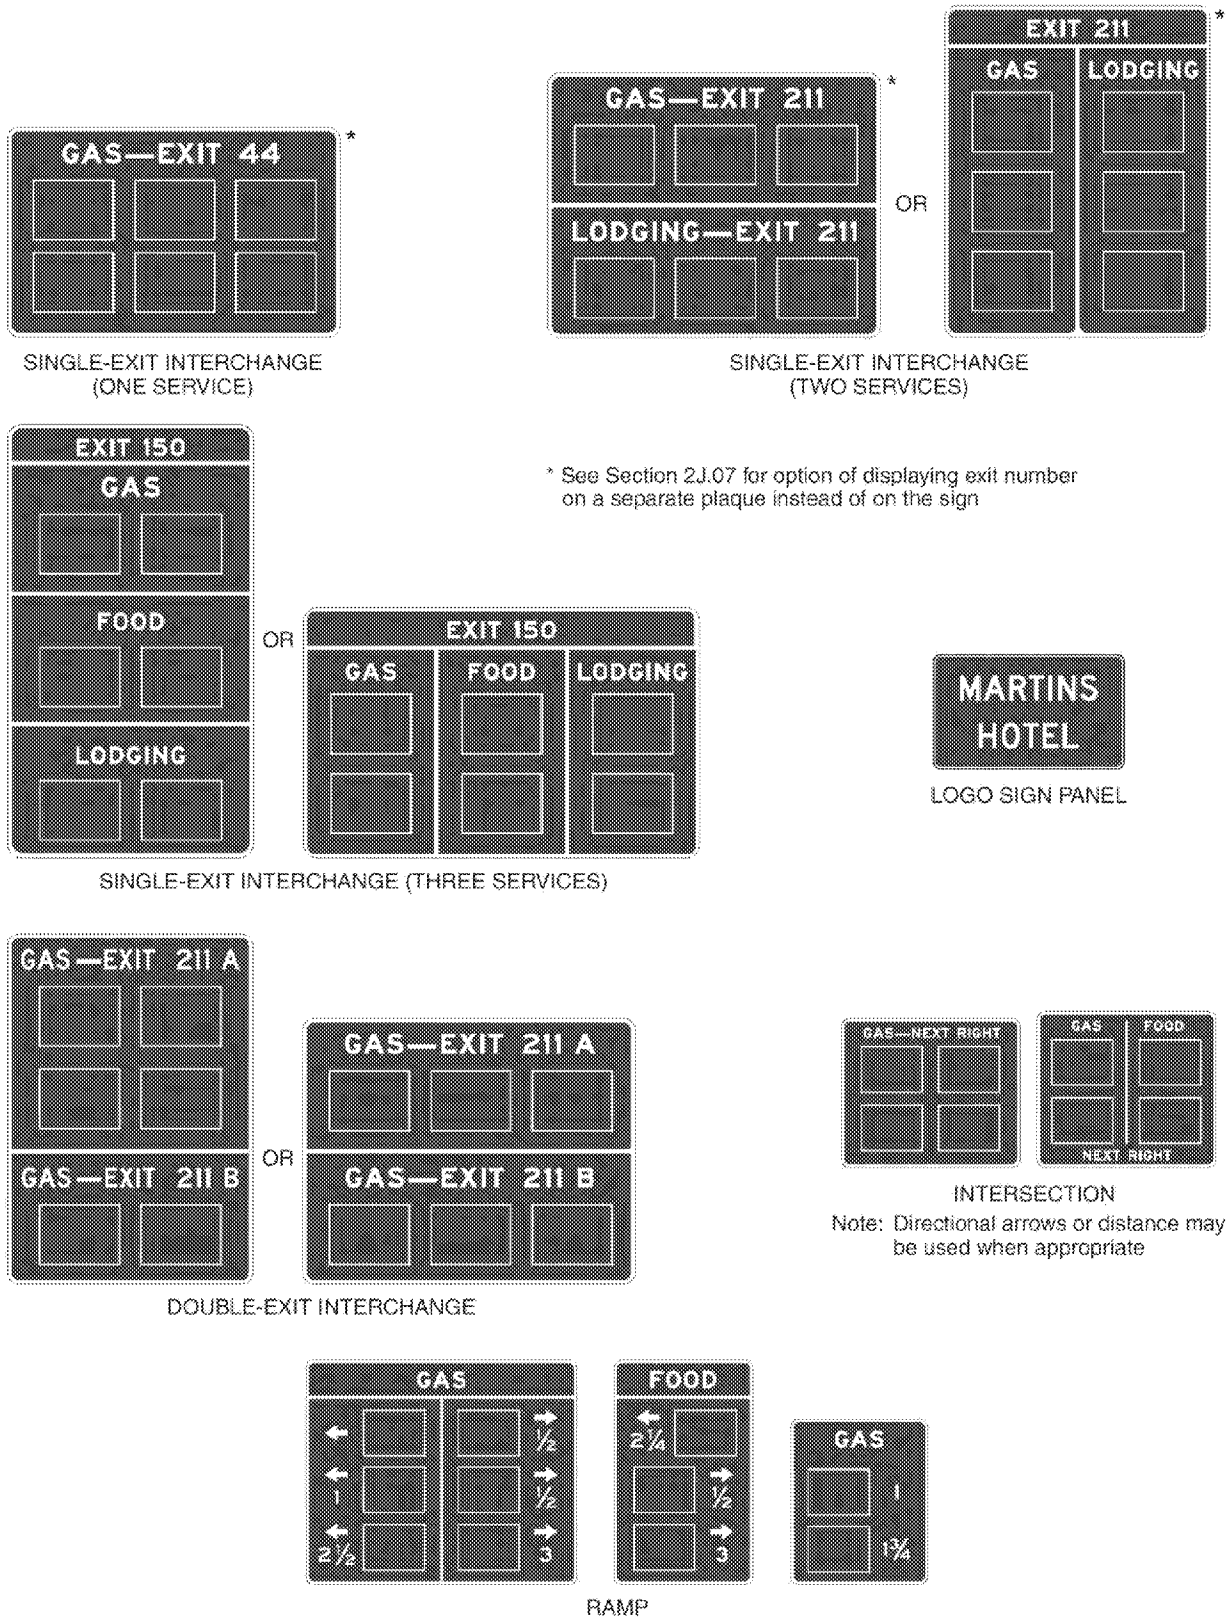 GAS—EXIT 44
*
SINGLE-EXIT INTERCHANGE
(ONE SERVICE)
GAS—EXIT 211
LODGING—EXIT 211
*
OR
EXIT 211
GAS
LODGING
*
SINGLE-EXIT INTERCHANGE
(TWO SERVICES)
* See Section 2J.07 for option of displaying exit number
on a separate plaque instead of on the sign
EXIT 150
GAS
FOOD
LODGING
OR
EXIT 150
GAS
FOOD
LODGING
SINGLE-EXIT INTERCHANGE (THREE SERVICES)
MARTINS
HOTEL
LOGO SIGN PANEL
GAS—EXIT 211 A
GAS—EXIT 211 B
OR
GAS—EXIT 211 A
GAS—EXIT 211 B
DOUBLE-EXIT INTERCHANGE
GAS—NEXT RIGHT
GAS
FOOD
NEXT RIGHT
INTERSECTION
Note: Directional arrows or distance may
be used when appropriate
GAS
← → ½
← 1 → ½
← 2½ → 3
FOOD
← 2¼
→ ½
→ 3
GAS
1
1¾
RAMP